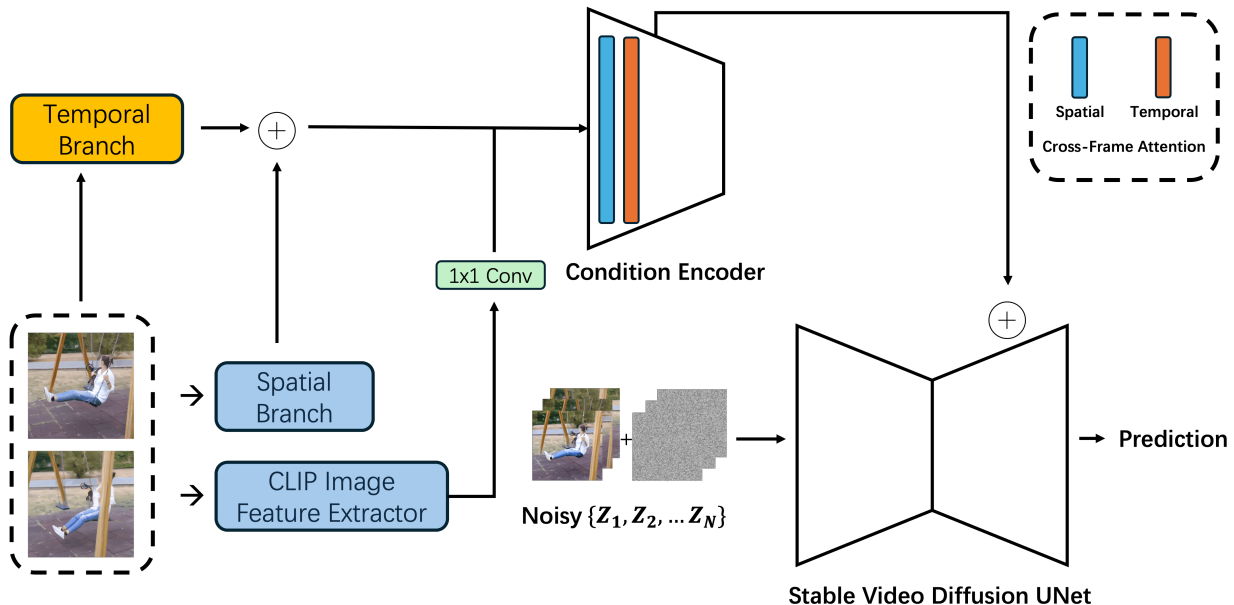 Temporal
Branch
+
Spatial
Temporal
Cross-Frame Attention
1x1 Conv
Condition Encoder
+
Spatial
Branch
CLIP Image
Feature Extractor
+
Noisy {Z₁, Z₂, ... Z_N}
Prediction
Stable Video Diffusion UNet